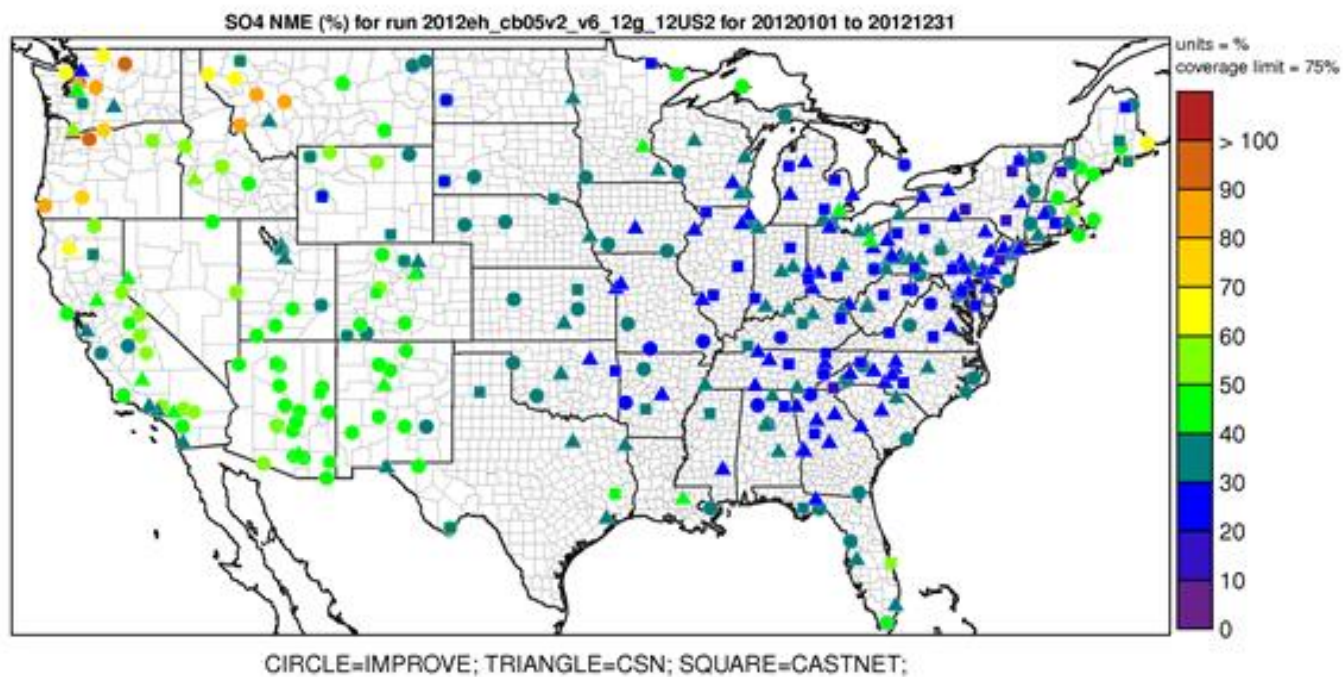 SO4 NME (%) for run 2012eh_cb05v2_v6_12g_12US2 for 20120101 to 20121231
units = %
coverage limit = 75%
> 100
90
80
70
60
50
40
30
20
10
0
CIRCLE=IMPROVE; TRIANGLE=CSN; SQUARE=CASTNET;